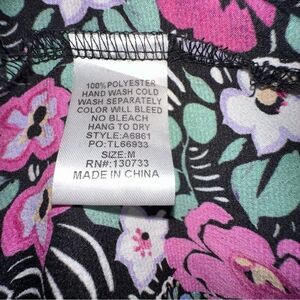 100% POLYESTER
HAND WASH COLD
WASH SEPARATELY
COLOR WILL BLEED
NO BLEACH
HANG TO DRY
STYLE:A6861
PO:TL66933
SIZE:M
RN#:130733
MADE IN CHINA